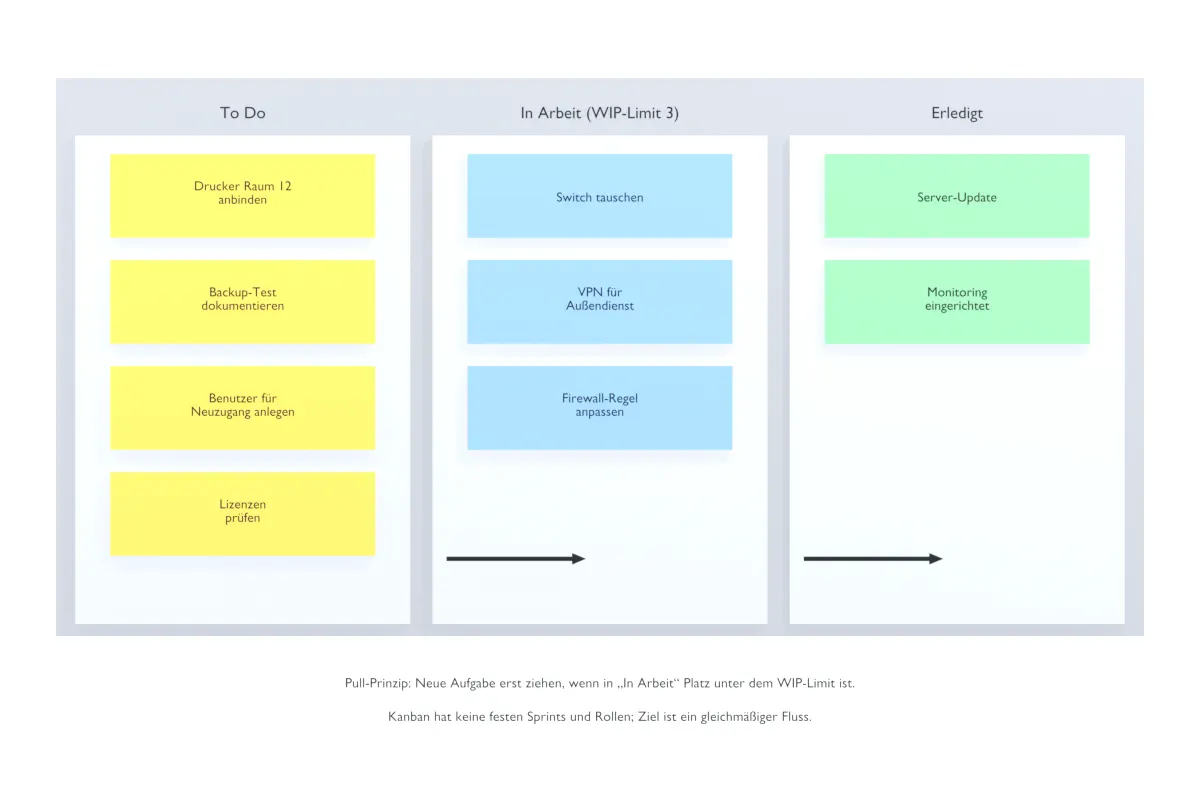 To Do
Drucker Raum 12
anbinden
Backup-Test
dokumentieren
Benutzer für
Neuzugang anlegen
Lizenzen
prüfen
In Arbeit (WIP-Limit 3)
Switch tauschen
VPN für
Außendienst
Firewall-Regel
anpassen
Erledigt
Server-Update
Monitoring
eingerichtet
Pull-Prinzip: Neue Aufgabe erst ziehen, wenn in „In Arbeit“ Platz unter dem WIP-Limit ist.
Kanban hat keine festen Sprints und Rollen; Ziel ist ein gleichmäßiger Fluss.